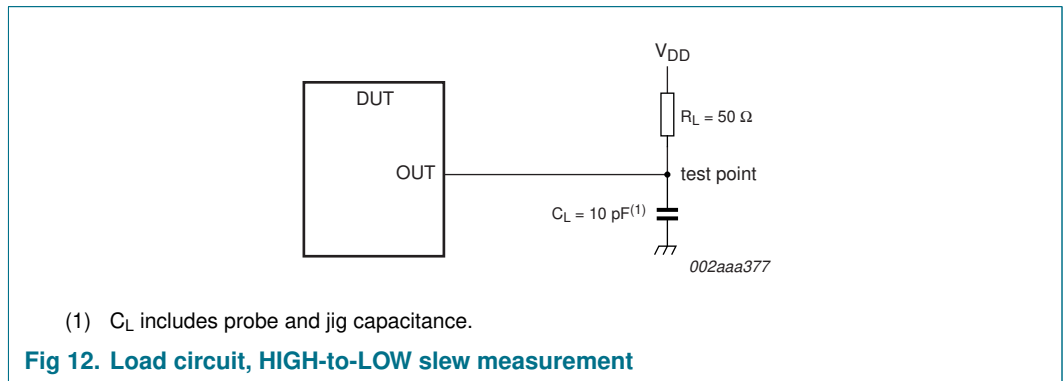 V_DD
DUT
R_L = 50 Ω
OUT
test point
C_L = 10 pF(1)
002aaa377
(1) C_L includes probe and jig capacitance.
Fig 12. Load circuit, HIGH-to-LOW slew measurement